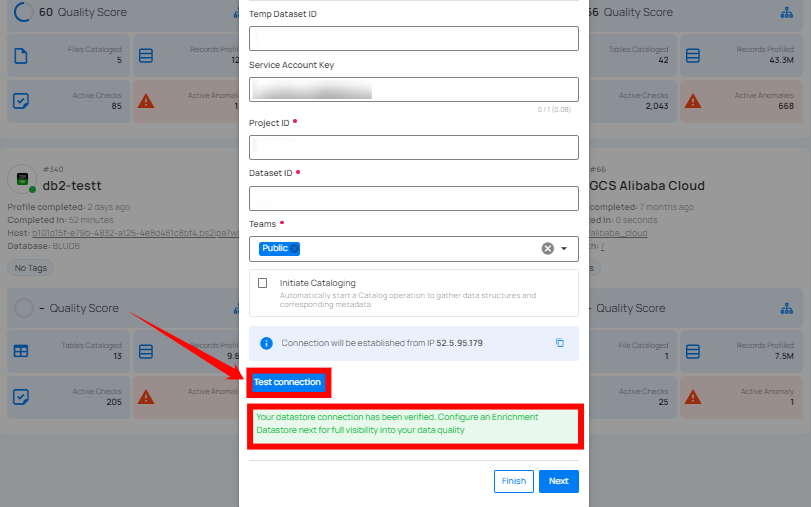 60 Quality Score
Files Cataloged
5
Records Profiled
12
Active Checks
85
Active Anomalies
1
#340
db2-testt
Profile completed: 2 days ago
Completed In: 52 minutes
Host: b101d15f-e79b-4832-a125-4e8d481c8bf4.bs2ipa7w
Database: BLUDB
No Tags
– Quality Score
Tables Cataloged
13
Records Profiled
9.6
Active Checks
205
Active Anomalies
Temp Dataset ID
Service Account Key
0 / 1 (0.0B)
Project ID •
Dataset ID •
Teams •
Public
Initiate Cataloging
Automatically start a Catalog operation to gather data structures and
corresponding metadata
Connection will be established from IP 52.5.95.179
Test connection
Your datastore connection has been verified. Configure an Enrichment
Datastore next for full visibility into your data quality
Finish
Next
56 Quality Score
Tables Cataloged
42
Records Profiled
43.3M
Active Checks
2,043
Active Anomalies
668
#66
GCS Alibaba Cloud
completed: 7 months ago
ted In: 0 seconds
/alibaba_cloud
th: /
s
– Quality Score
File Cataloged
1
Records Profiled
7.5M
Active Checks
25
Active Anomaly
1